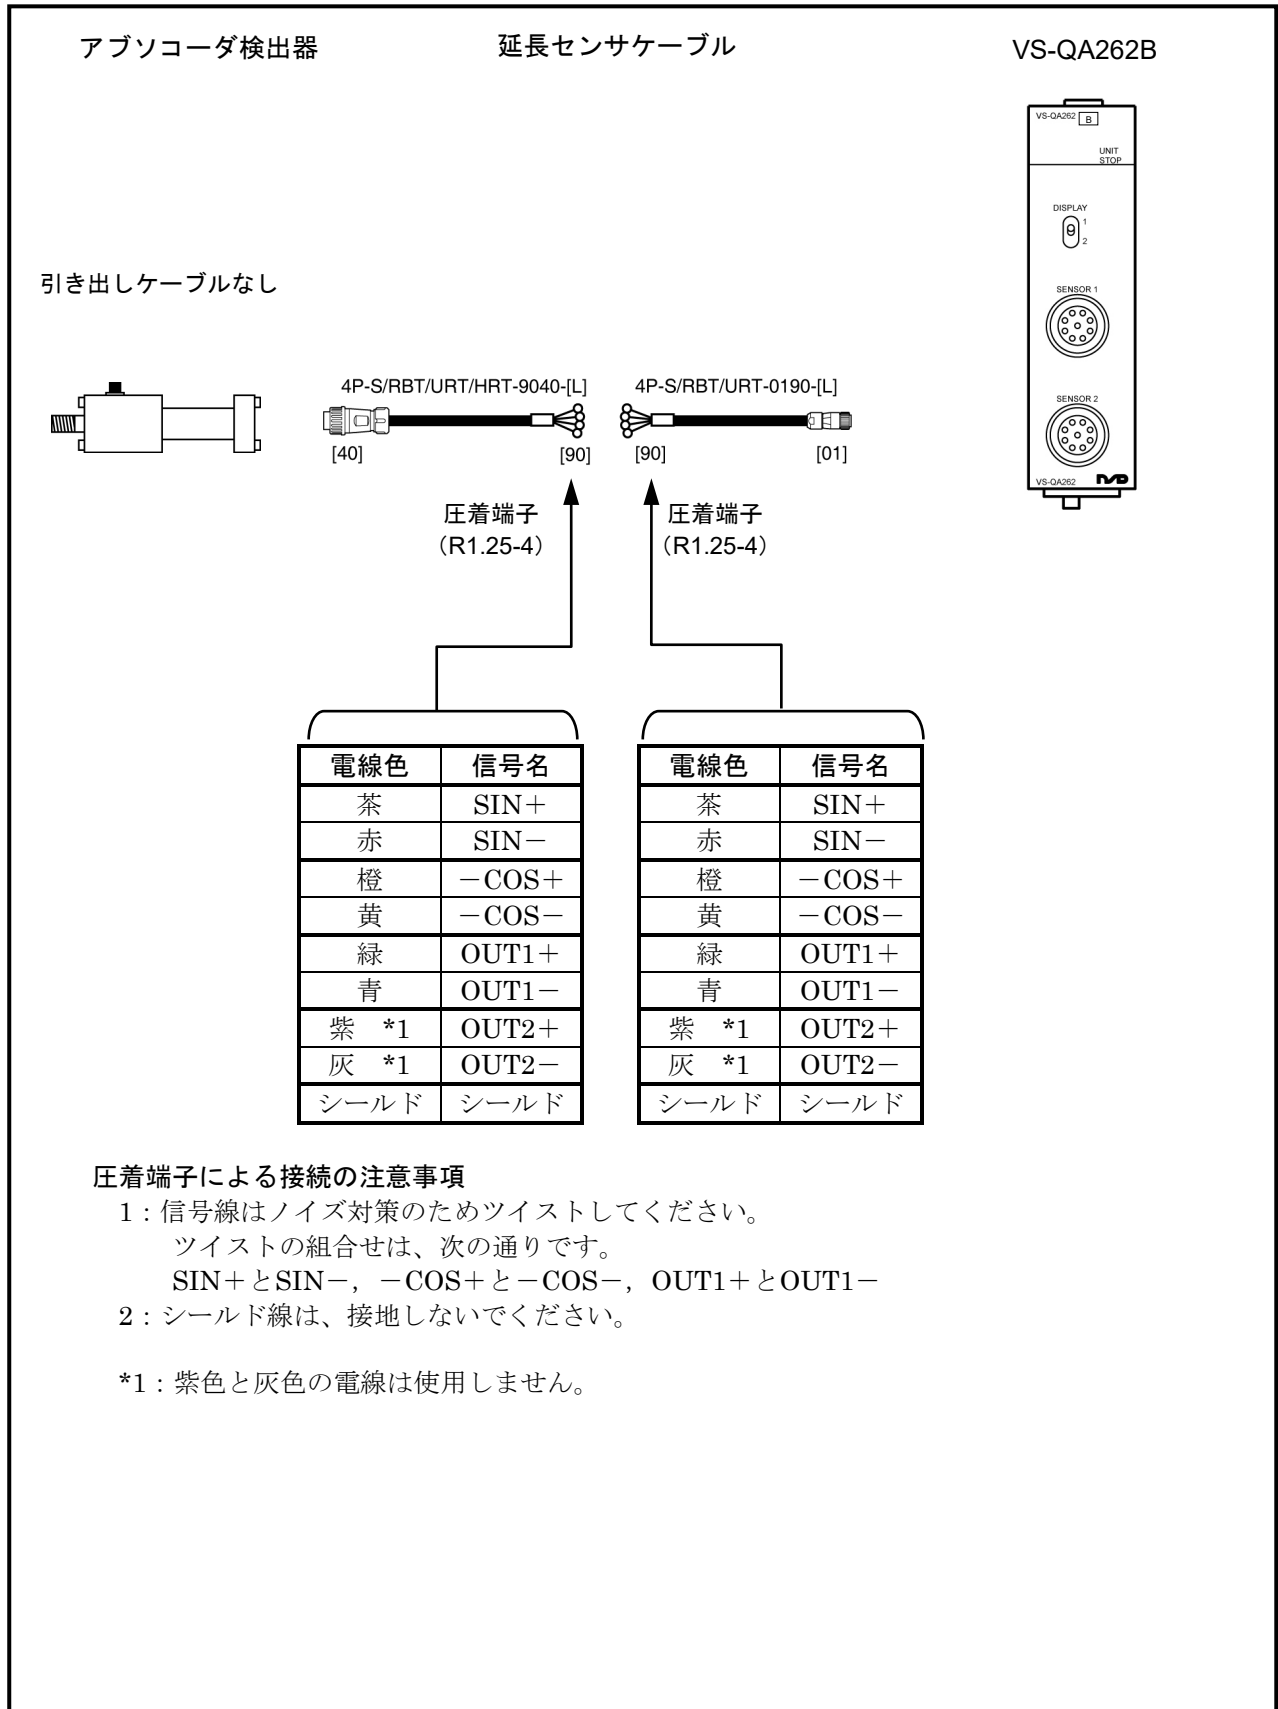 アブソコーダ検出器
延長センサケーブル
VS-QA262B
VS-QA262 B
UNIT
STOP
DISPLAY
1
2
SENSOR 1
SENSOR 2
VS-QA262
NSD
引き出しケーブルなし
4P-S/RBT/URT/HRT-9040-[L]
4P-S/RBT/URT-0190-[L]
[40]
[90]
[90]
[01]
圧着端子
（R1.25-4）
圧着端子
（R1.25-4）
電線色 信号名
茶 SIN＋
赤 SIN－
橙 －COS＋
黄 －COS－
緑 OUT1＋
青 OUT1－
紫 *1 OUT2＋
灰 *1 OUT2－
シールド シールド
電線色 信号名
茶 SIN＋
赤 SIN－
橙 －COS＋
黄 －COS－
緑 OUT1＋
青 OUT1－
紫 *1 OUT2＋
灰 *1 OUT2－
シールド シールド
圧着端子による接続の注意事項
1：信号線はノイズ対策のためツイストしてください。
ツイストの組合せは、次の通りです。
SIN＋とSIN－，－COS＋と－COS－，OUT1＋とOUT1－
2：シールド線は、接地しないでください。
*1：紫色と灰色の電線は使用しません。